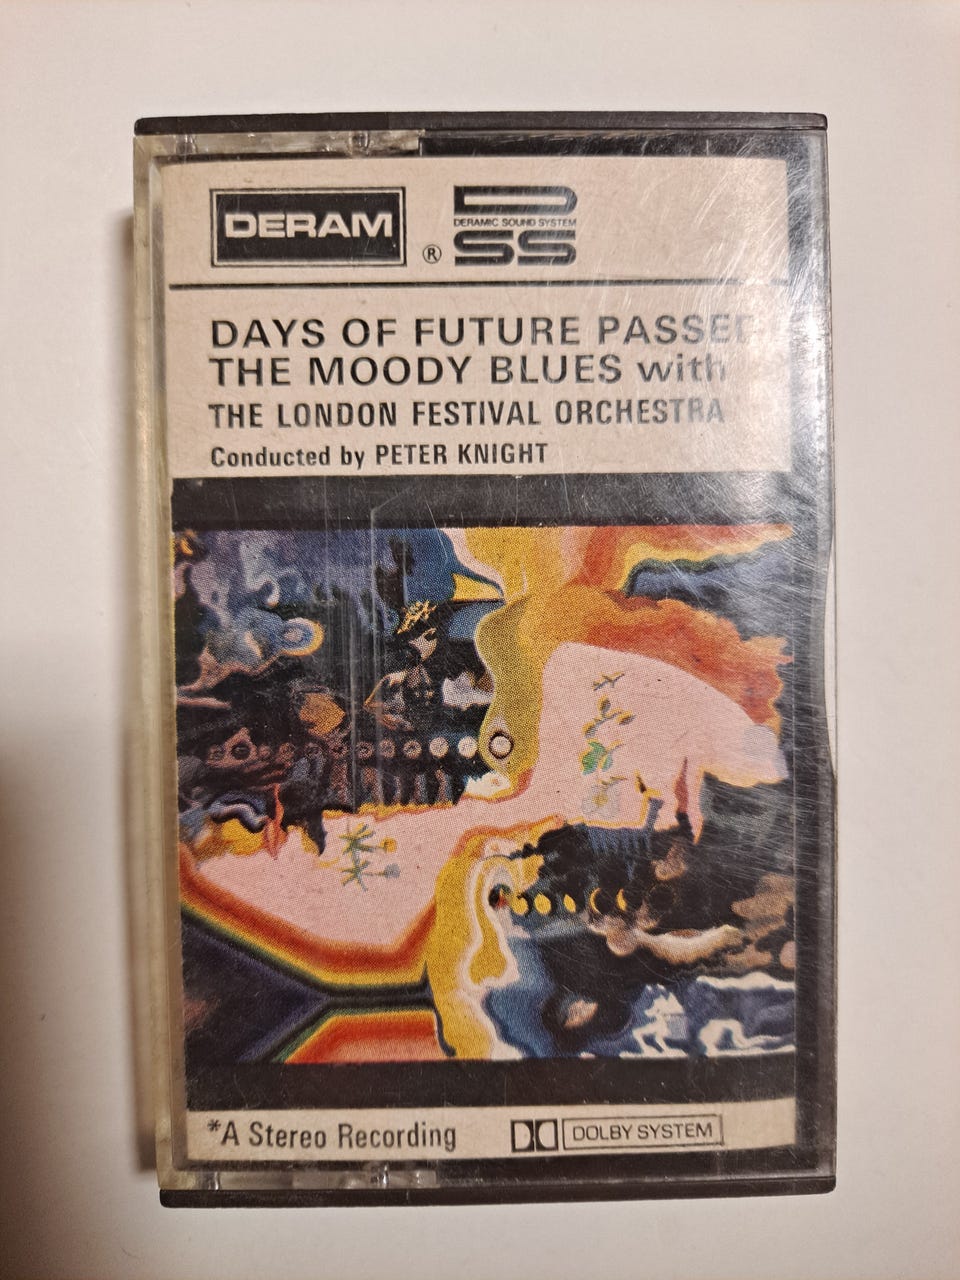 DERAM
®
DERAMIC SOUND SYSTEM
DSS
DAYS OF FUTURE PASSED
THE MOODY BLUES with
THE LONDON FESTIVAL ORCHESTRA
Conducted by PETER KNIGHT
*A Stereo Recording
DOLBY SYSTEM